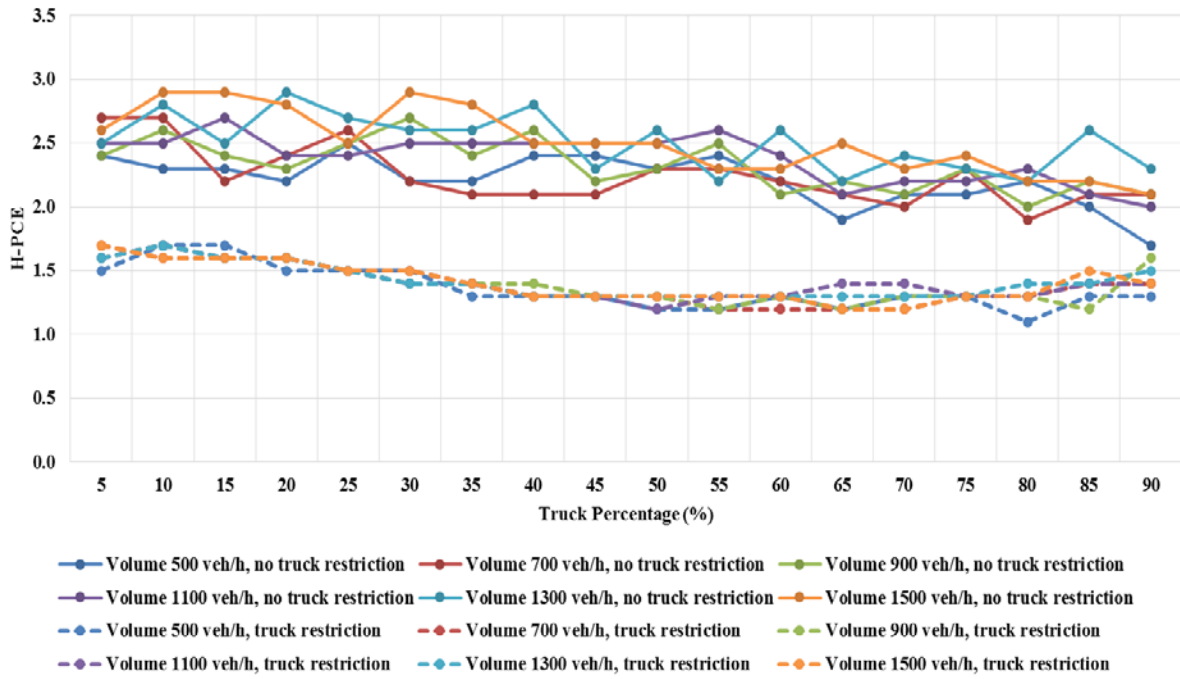 3.5
3.0
2.5
2.0
1.5
1.0
0.5
0.0
H-PCE
5 10 15 20 25 30 35 40 45 50 55 60 65 70 75 80 85 90
Truck Percentage (%)
Volume 500 veh/h, no truck restriction Volume 700 veh/h, no truck restriction Volume 900 veh/h, no truck restriction
Volume 1100 veh/h, no truck restriction Volume 1300 veh/h, no truck restriction Volume 1500 veh/h, no truck restriction
Volume 500 veh/h, truck restriction Volume 700 veh/h, truck restriction Volume 900 veh/h, truck restriction
Volume 1100 veh/h, truck restriction Volume 1300 veh/h, truck restriction Volume 1500 veh/h, truck restriction